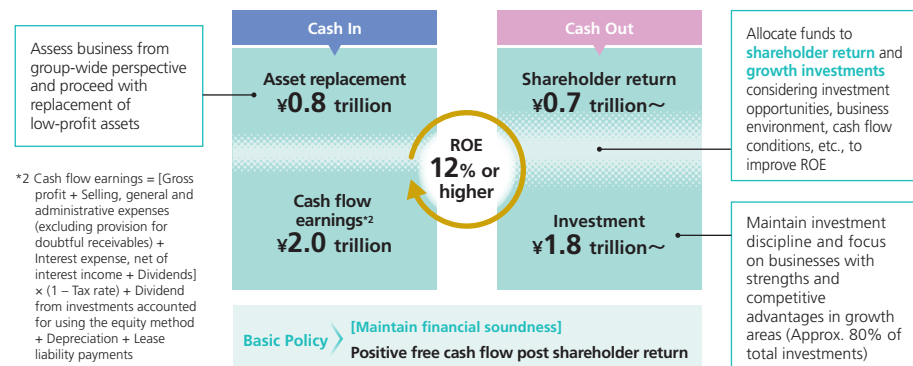 Cash In
Cash Out
Assess business from
group-wide perspective
and proceed with
replacement of
low-profit assets
*2 Cash flow earnings = [Gross
profit + Selling, general and
administrative expenses
(excluding provision for
doubtful receivables) +
Interest expense, net of
interest income + Dividends]
× (1 – Tax rate) + Dividend
from investments accounted
for using the equity method
+ Depreciation + Lease
liability payments
Asset replacement
¥0.8 trillion
Cash flow
earnings*2
¥2.0 trillion
ROE
12% or
higher
Shareholder return
¥0.7 trillion~
Investment
¥1.8 trillion~
Allocate funds to
shareholder return and
growth investments
considering investment
opportunities, business
environment, cash flow
conditions, etc., to
improve ROE
Maintain investment
discipline and focus
on businesses with
strengths and
competitive
advantages in growth
areas (Approx. 80% of
total investments)
Basic Policy
[Maintain financial soundness]
Positive free cash flow post shareholder return